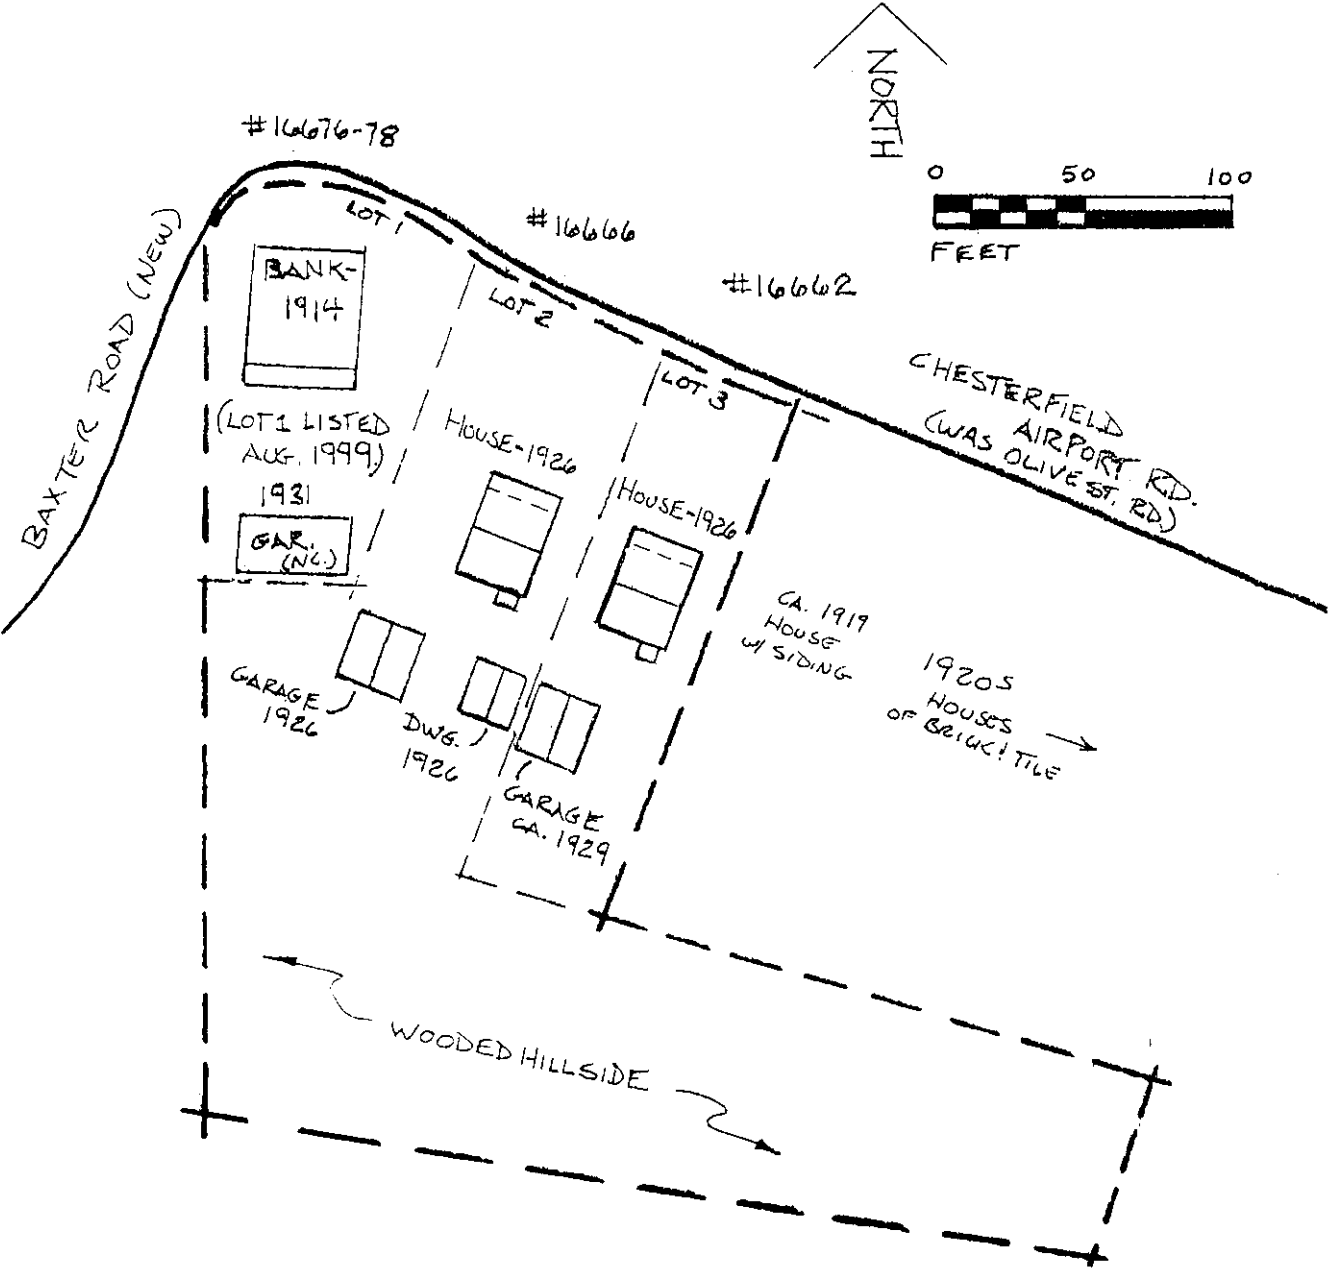 NORTH
#16676-78
0 50 100
FEET
#16666
#16662
LOT 1
LOT 2
LOT 3
BAXTER ROAD (NEW)
BANK-
1914
(LOT 1 LISTED
AUG. 1999)
1931
GAR.
(NC.)
HOUSE-1926
HOUSE-1926
CHESTERFIELD
AIRPORT RD.
(WAS OLIVE ST. RD.)
CA. 1919
HOUSE
W/ SIDING
1920S
HOUSES
OF BRICK & TILE
GARAGE
1926
DWG.
1926
GARAGE
CA. 1929
WOODED HILLSIDE